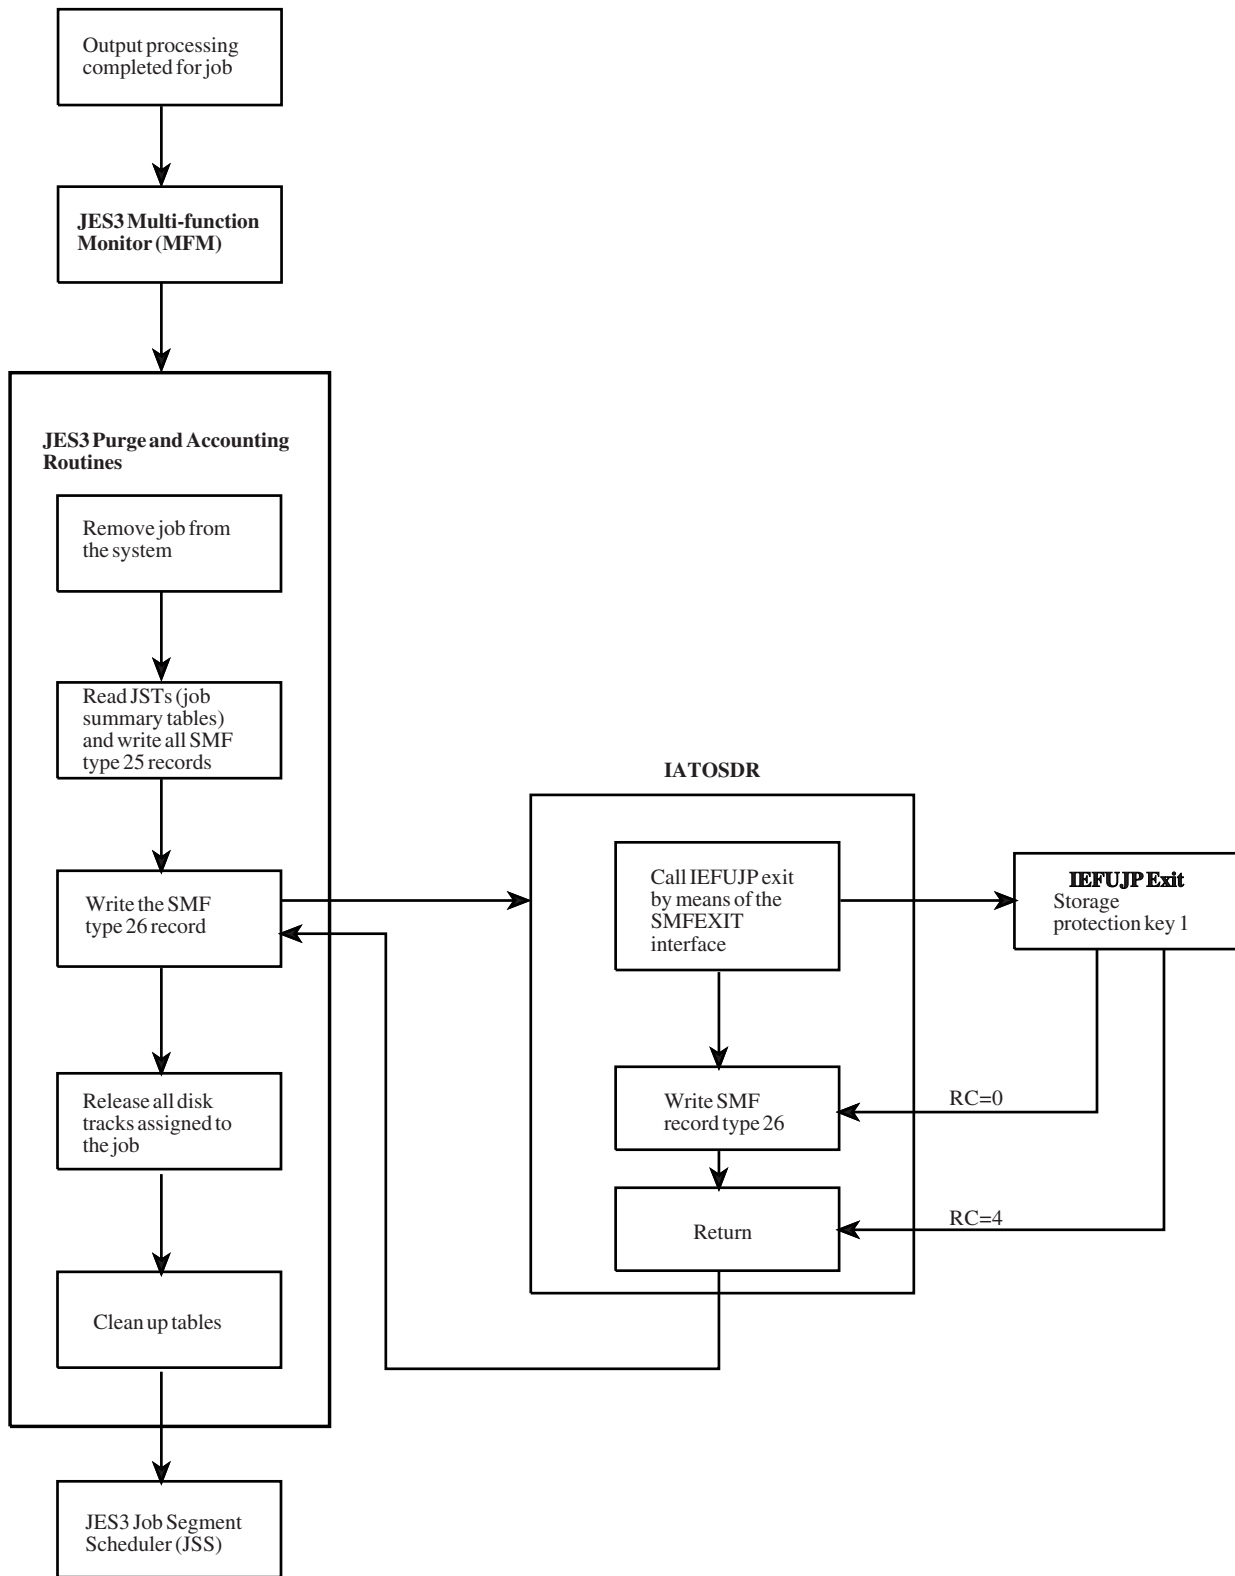 Output processing
completed for job
JES3 Multi-function
Monitor (MFM)
JES3 Purge and Accounting
Routines
Remove job from
the system
Read JSTs (job
summary tables)
and write all SMF
type 25 records
Write the SMF
type 26 record
Release all disk
tracks assigned to
the job
Clean up tables
JES3 Job Segment
Scheduler (JSS)
IATOSDR
Call IEFUJP exit
by means of the
SMFEXIT
interface
Write SMF
record type 26
Return
IEFUJP Exit
Storage
protection key 1
RC=0
RC=4